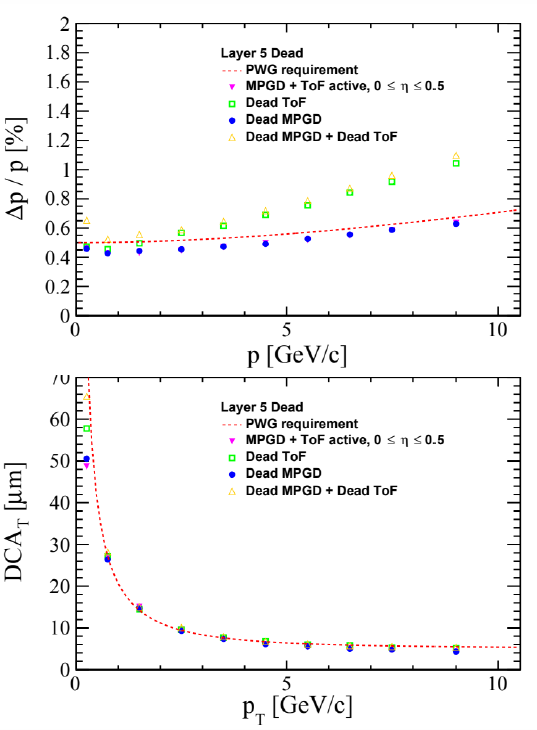 2
1.8
1.6
1.4
1.2
1
0.8
0.6
0.4
0.2
0
Δp / p [%]
Layer 5 Dead
PWG requirement
MPGD + ToF active, 0 ≤ η ≤ 0.5
Dead ToF
Dead MPGD
Dead MPGD + Dead ToF
0 5 10
p [GeV/c]
70
60
50
40
30
20
10
0
DCA_T [μm]
Layer 5 Dead
PWG requirement
MPGD + ToF active, 0 ≤ η ≤ 0.5
Dead ToF
Dead MPGD
Dead MPGD + Dead ToF
0 5 10
p_T [GeV/c]